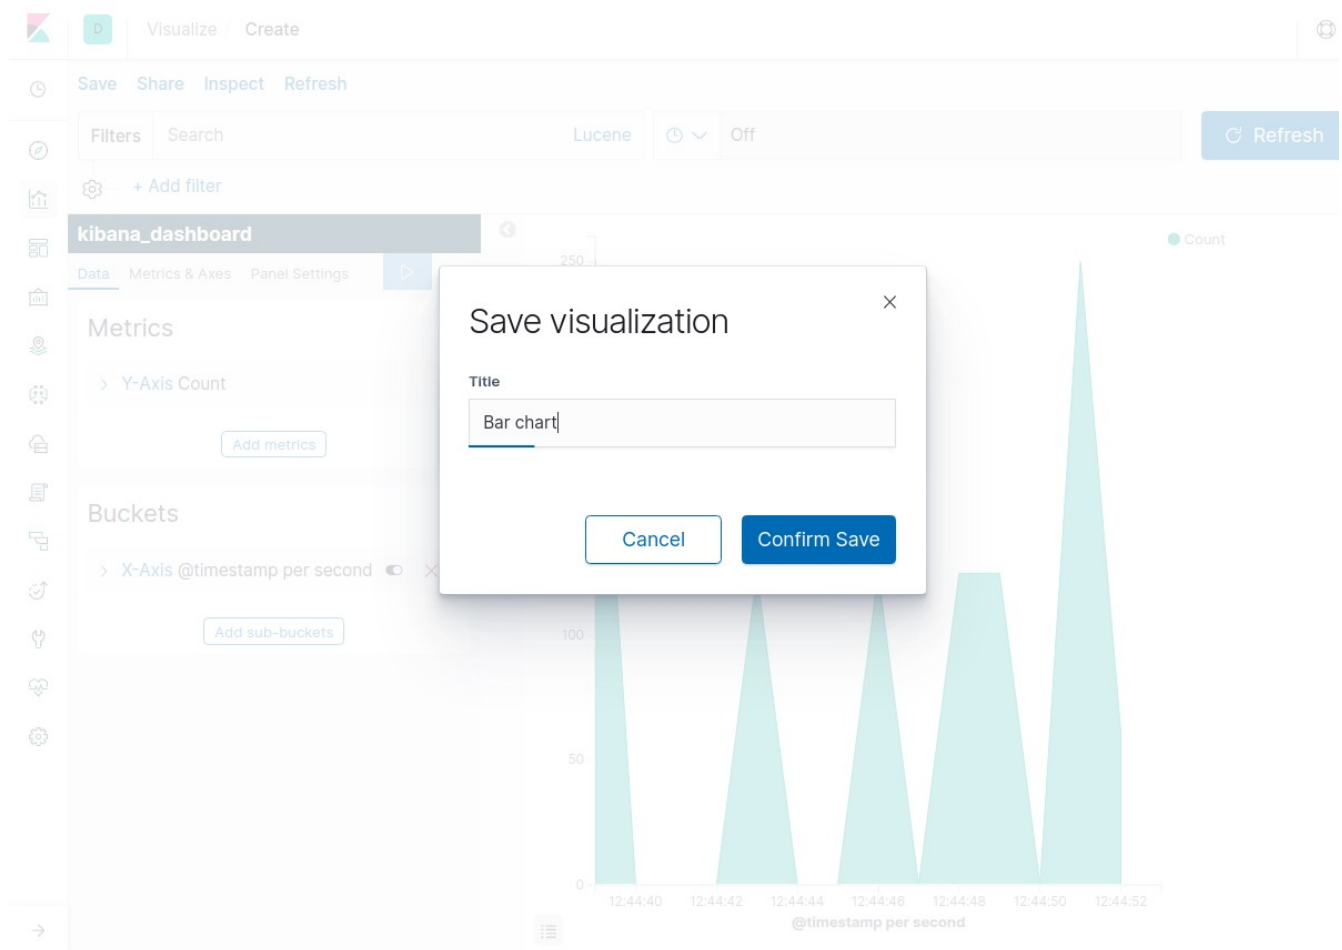 D Visualize / Create
Save Share Inspect Refresh
Filters Search Lucene Off Refresh
+ Add filter
kibana_dashboard
Data Metrics & Axes Panel Settings
Metrics
Y-Axis Count
Add metrics
Buckets
X-Axis @timestamp per second
Add sub-buckets
Save visualization
Title
Bar chart
Cancel Confirm Save
Count
250
100
50
0
12:44:40 12:44:42 12:44:44 12:44:46 12:44:48 12:44:50 12:44:52
@timestamp per second